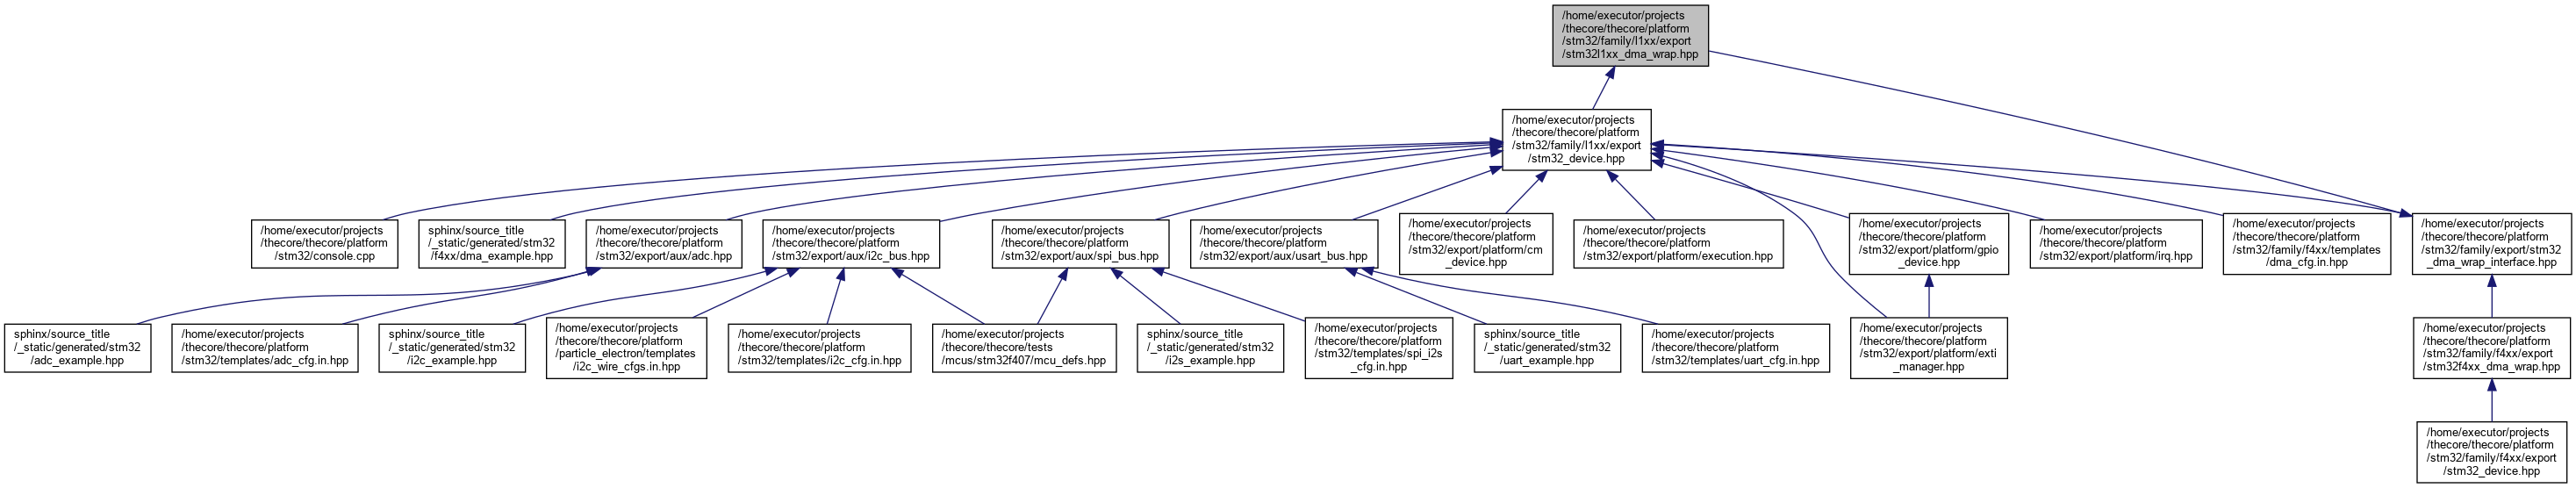 /home/executor/projects
/thecore/thecore/platform
/stm32/family/l1xx/export
/stm32l1xx_dma_wrap.hpp
/home/executor/projects
/thecore/thecore/platform
/stm32/family/l1xx/export
/stm32_device.hpp
/home/executor/projects
/thecore/thecore/platform
/stm32/console.cpp
sphinx/source_title
/_static/generated/stm32
/f4xx/dma_example.hpp
/home/executor/projects
/thecore/thecore/platform
/stm32/export/aux/adc.hpp
/home/executor/projects
/thecore/thecore/platform
/stm32/export/aux/i2c_bus.hpp
/home/executor/projects
/thecore/thecore/platform
/stm32/export/aux/spi_bus.hpp
/home/executor/projects
/thecore/thecore/platform
/stm32/export/aux/usart_bus.hpp
/home/executor/projects
/thecore/thecore/platform
/stm32/export/platform/cm
_device.hpp
/home/executor/projects
/thecore/thecore/platform
/stm32/export/platform/execution.hpp
/home/executor/projects
/thecore/thecore/platform
/stm32/export/platform/gpio
_device.hpp
/home/executor/projects
/thecore/thecore/platform
/stm32/export/platform/irq.hpp
/home/executor/projects
/thecore/thecore/platform
/stm32/family/f4xx/templates
/dma_cfg.in.hpp
/home/executor/projects
/thecore/thecore/platform
/stm32/family/export/stm32
_dma_wrap_interface.hpp
sphinx/source_title
/_static/generated/stm32
/adc_example.hpp
/home/executor/projects
/thecore/thecore/platform
/stm32/templates/adc_cfg.in.hpp
sphinx/source_title
/_static/generated/stm32
/i2c_example.hpp
/home/executor/projects
/thecore/thecore/platform
/particle_electron/templates
/i2c_wire_cfgs.in.hpp
/home/executor/projects
/thecore/thecore/platform
/stm32/templates/i2c_cfg.in.hpp
/home/executor/projects
/thecore/thecore/tests
/mcus/stm32f407/mcu_defs.hpp
sphinx/source_title
/_static/generated/stm32
/i2s_example.hpp
/home/executor/projects
/thecore/thecore/platform
/stm32/templates/spi_i2s
_cfg.in.hpp
sphinx/source_title
/_static/generated/stm32
/uart_example.hpp
/home/executor/projects
/thecore/thecore/platform
/stm32/templates/uart_cfg.in.hpp
/home/executor/projects
/thecore/thecore/platform
/stm32/export/platform/exti
_manager.hpp
/home/executor/projects
/thecore/thecore/platform
/stm32/family/f4xx/export
/stm32f4xx_dma_wrap.hpp
/home/executor/projects
/thecore/thecore/platform
/stm32/family/f4xx/export
/stm32_device.hpp